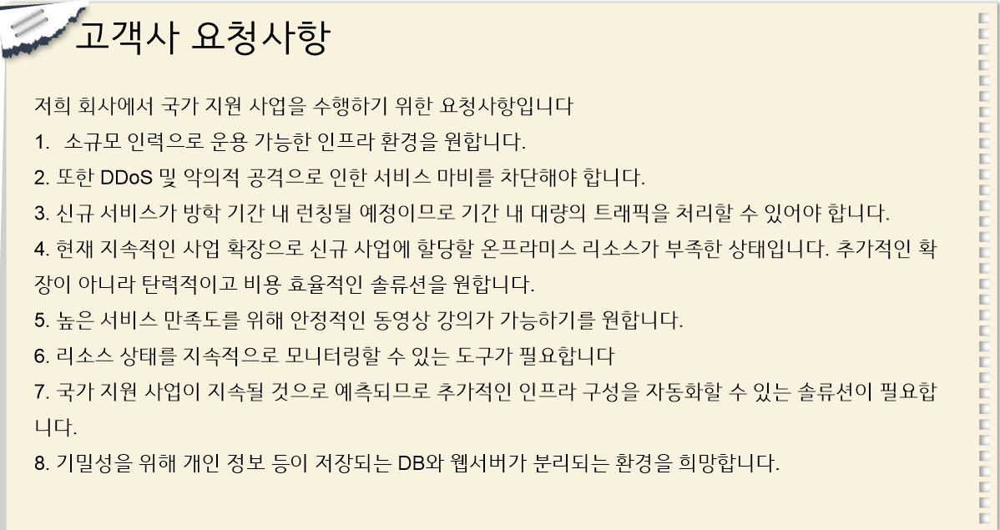 고객사 요청사항
저희 회사에서 국가 지원 사업을 수행하기 위한 요청사항입니다
1. 소규모 인력으로 운용 가능한 인프라 환경을 원합니다.
2. 또한 DDoS 및 악의적 공격으로 인한 서비스 마비를 차단해야 합니다.
3. 신규 서비스가 방학 기간 내 런칭될 예정이므로 기간 내 대량의 트래픽을 처리할 수 있어야 합니다.
4. 현재 지속적인 사업 확장으로 신규 사업에 할당할 온프라미스 리소스가 부족한 상태입니다. 추가적인 확
장이 아니라 탄력적이고 비용 효율적인 솔류션을 원합니다.
5. 높은 서비스 만족도를 위해 안정적인 동영상 강의가 가능하기를 원합니다.
6. 리소스 상태를 지속적으로 모니터링할 수 있는 도구가 필요합니다
7. 국가 지원 사업이 지속될 것으로 예측되므로 추가적인 인프라 구성을 자동화할 수 있는 솔류션이 필요합
니다.
8. 기밀성을 위해 개인 정보 등이 저장되는 DB와 웹서버가 분리되는 환경을 희망합니다.